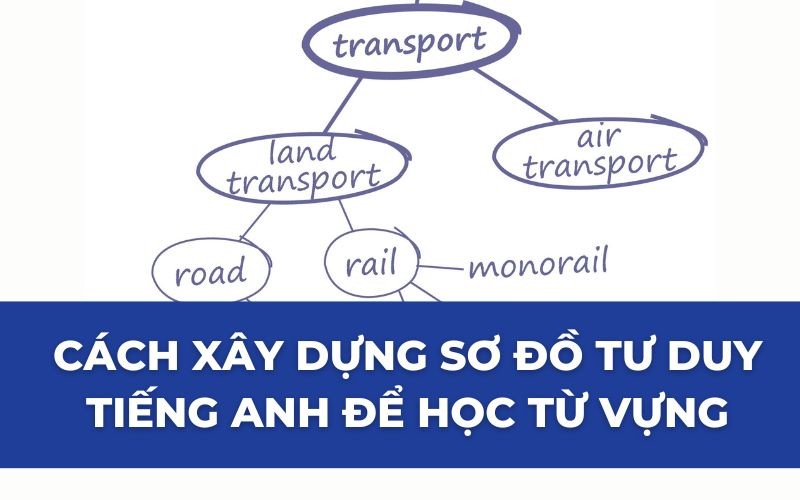 transport
land
transport
air
transport
road
rail
monorail
CÁCH XÂY DỰNG SƠ ĐỒ TƯ DUY
TIẾNG ANH ĐỂ HỌC TỪ VỰNG